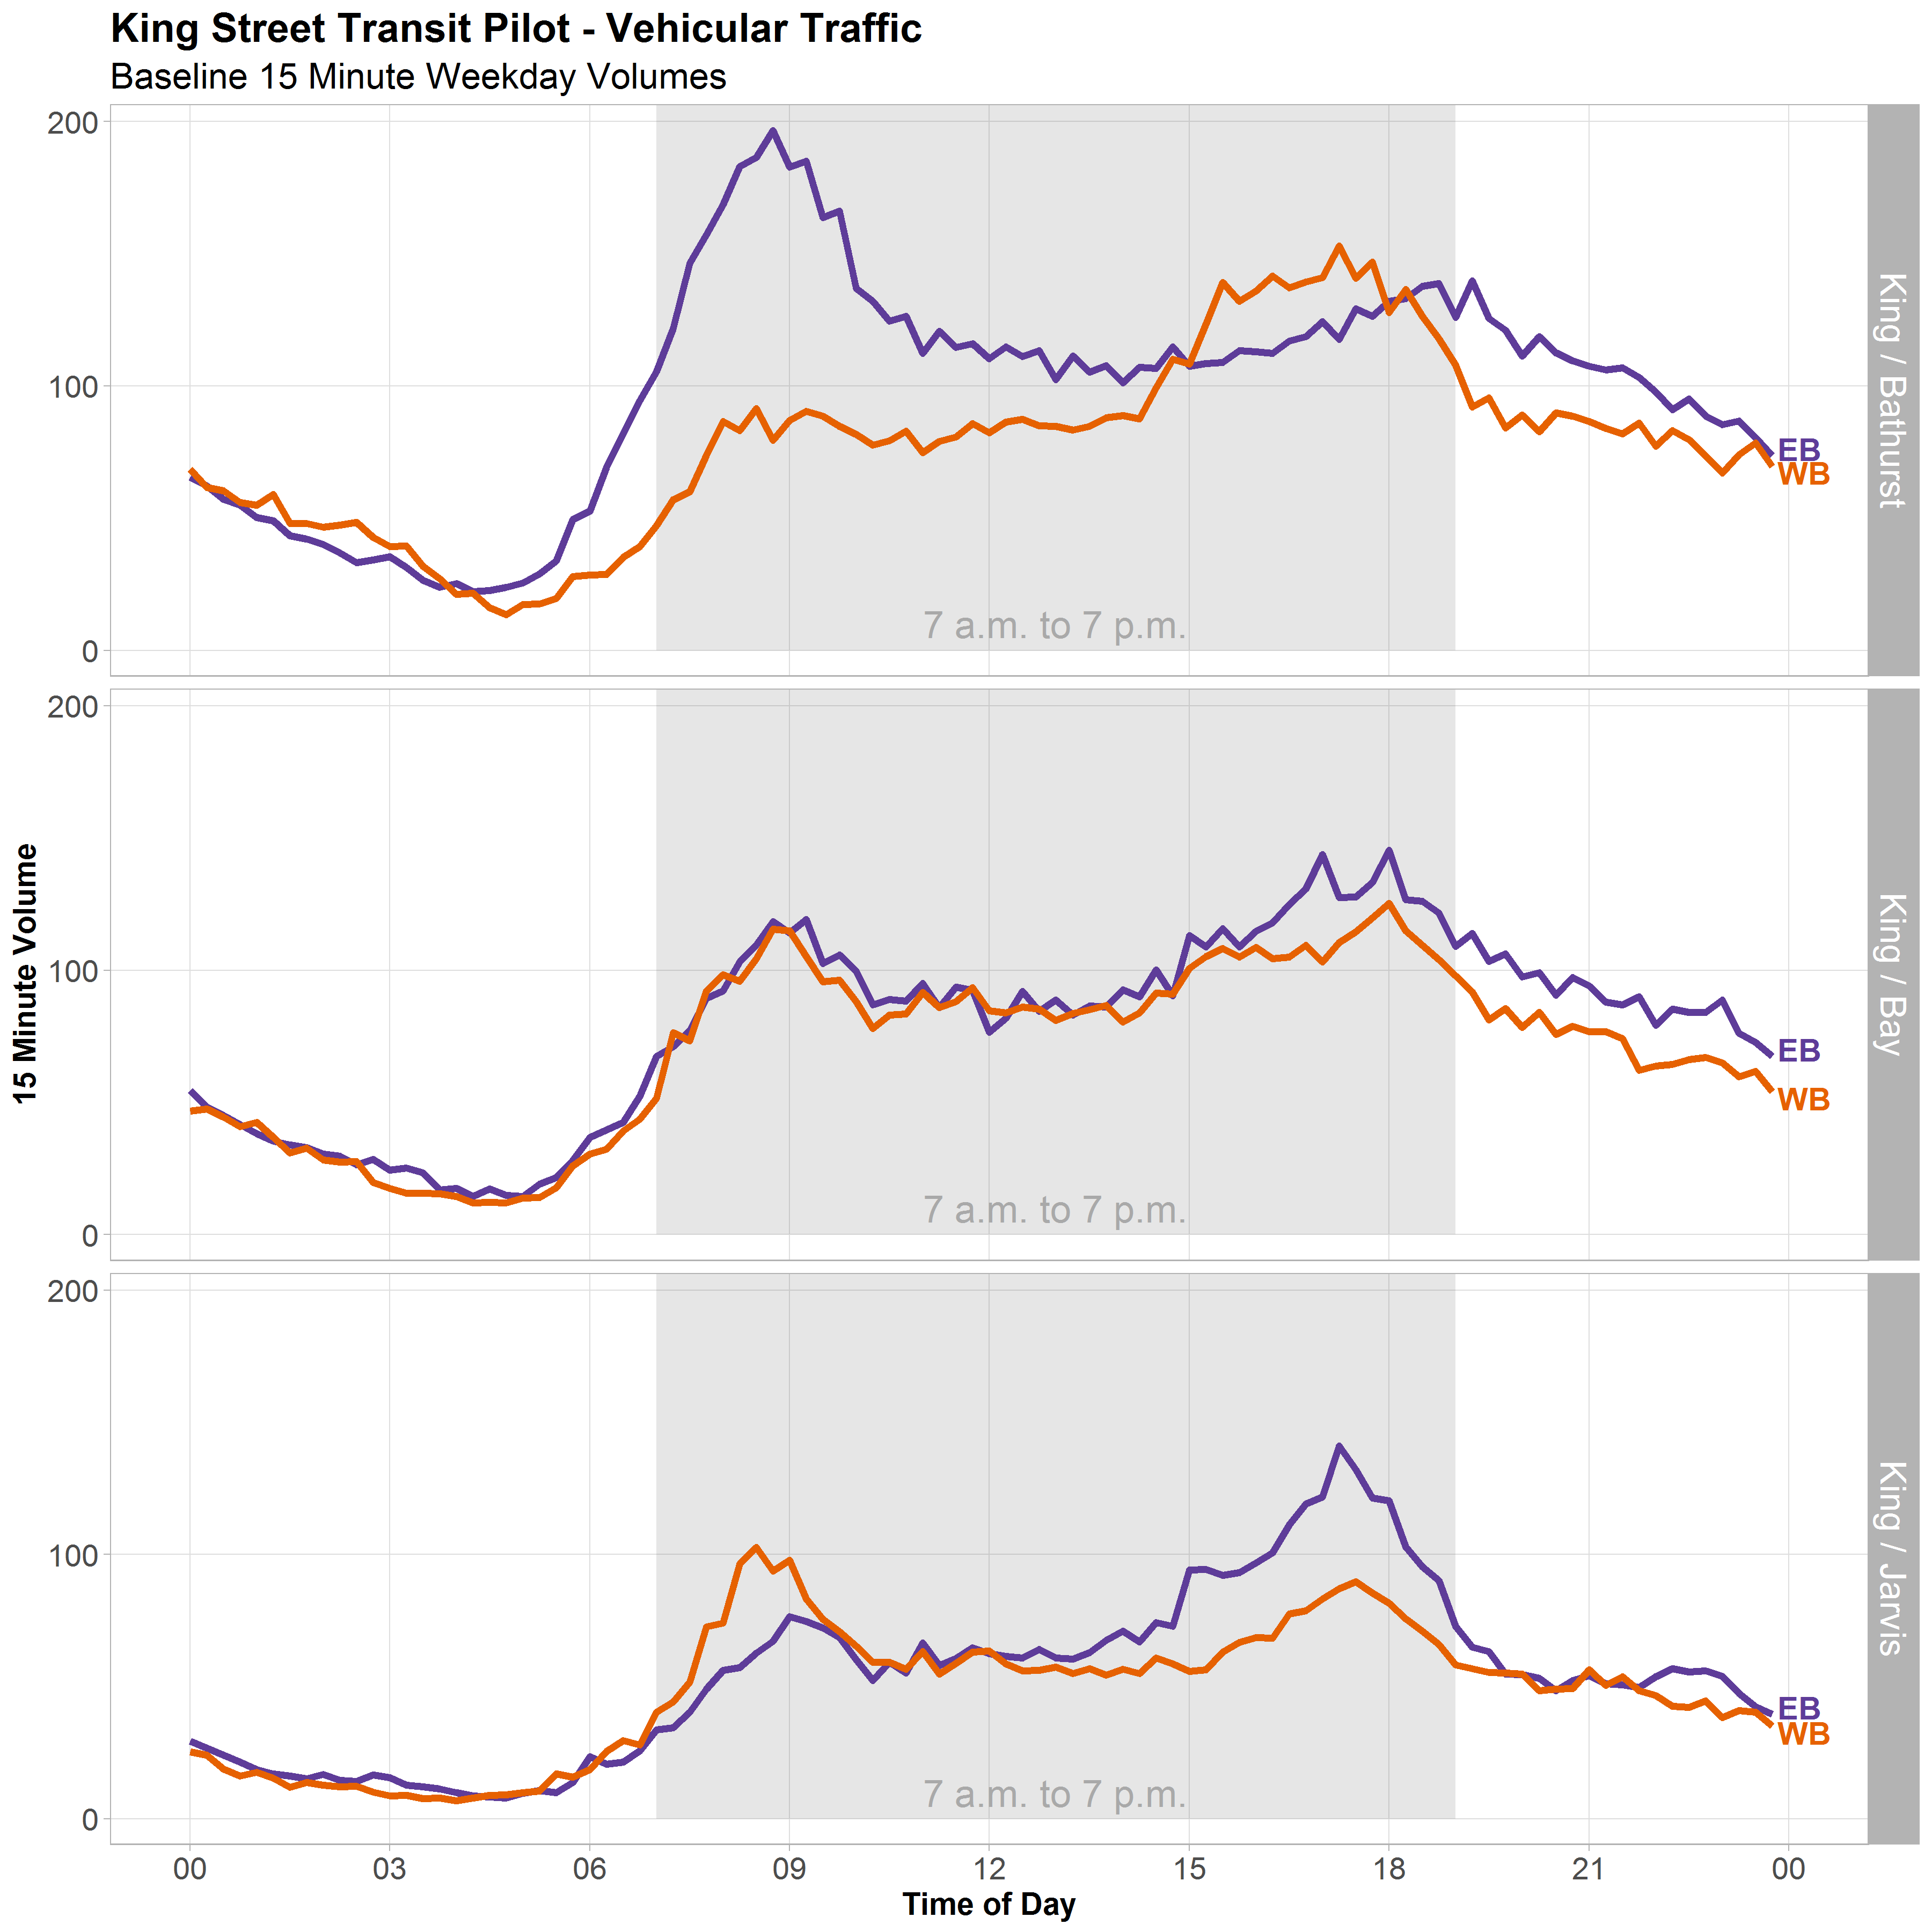 King Street Transit Pilot - Vehicular Traffic
Baseline 15 Minute Weekday Volumes
200
100
0
7 a.m. to 7 p.m.
EB
WB
King / Bathurst
200
100
0
7 a.m. to 7 p.m.
EB
WB
King / Bay
15 Minute Volume
200
100
0
7 a.m. to 7 p.m.
EB
WB
King / Jarvis
00 03 06 09 12 15 18 21 00
Time of Day